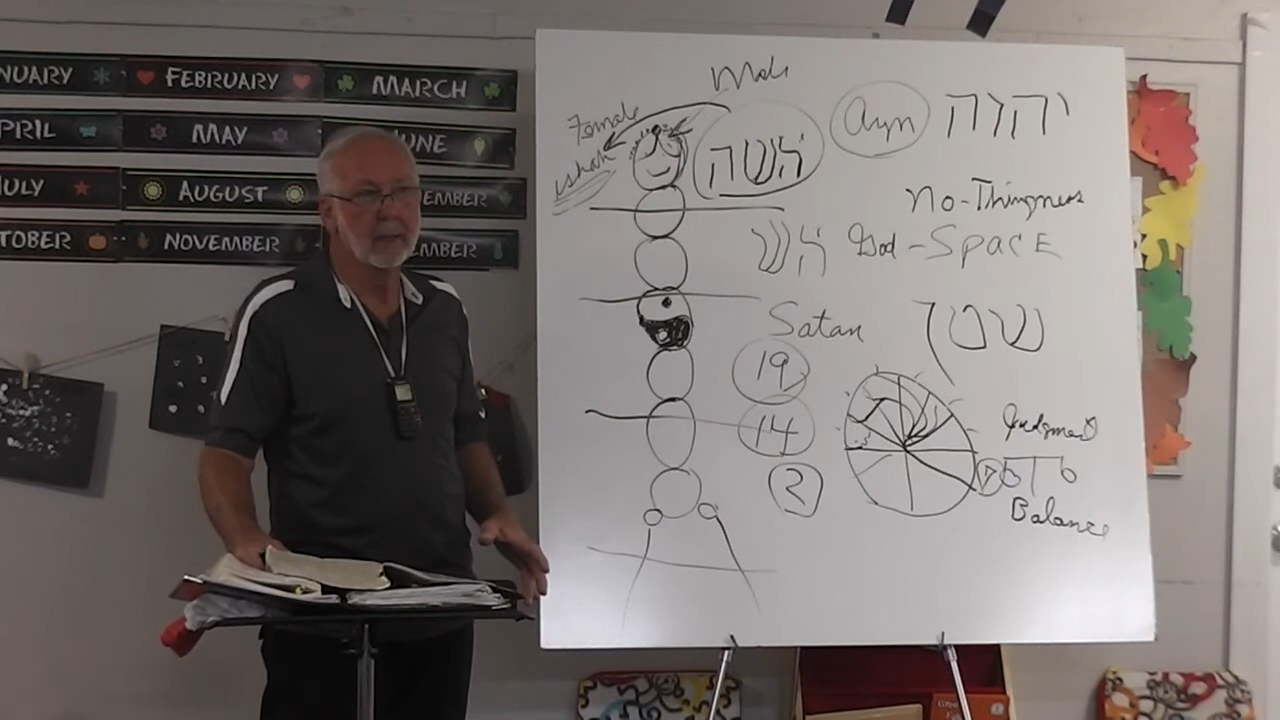 NUARY FEBRUARY MARCH
PRIL MAY UNE
ULY AUGUST EMBER
TOBER NOVEMBER EMBER
Male
Female
ishah
Ayn
יהוה
No-Thingness
God - Space
Satan
שטן
19
14
2
Judgment
Balance